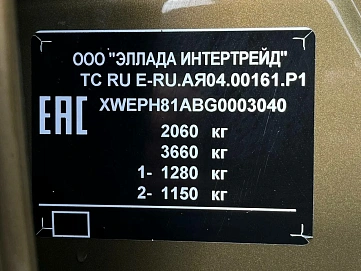 ООО "ЭЛЛАДА ИНТЕРТРЕЙД"
ТС RU E-RU.АЯ04.00161.Р1
EAC XWEPH81ABG0003040
2060 кг
3660 кг
1- 1280 кг
2- 1150 кг